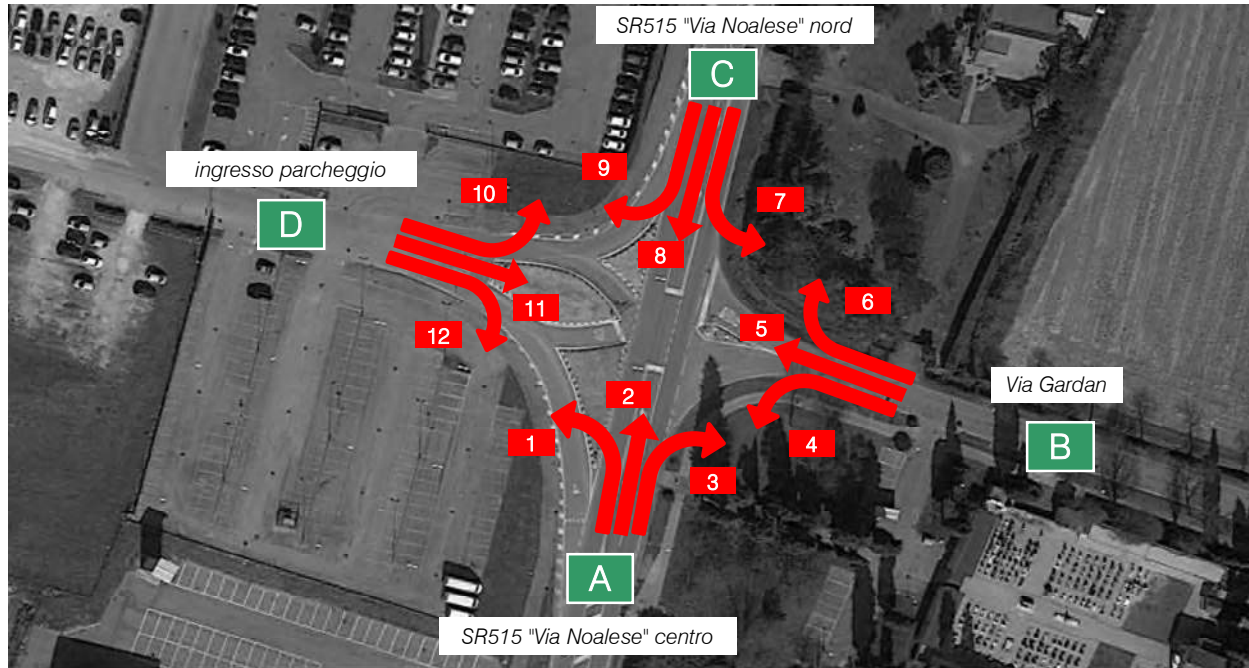 SR515 "Via Noalese" nord
C
ingresso parcheggio
9
10
7
D
8
6
11
5
12
Via Gardan
2
1
4
B
3
A
SR515 "Via Noalese" centro